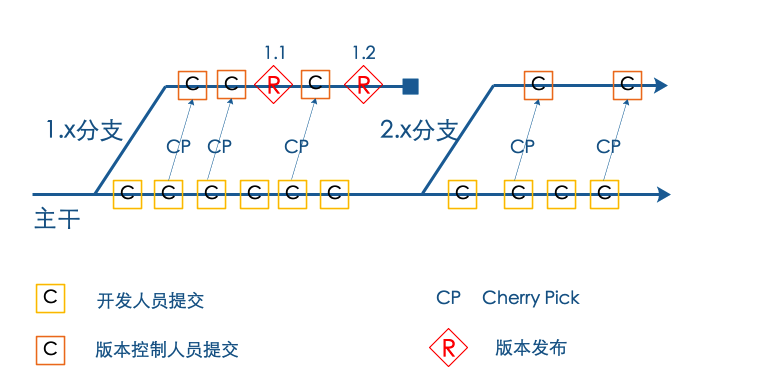 1.1 1.2
C C R C R C C
1.x分支 2.x分支
CP CP CP CP CP
C C C C C C C C C C
主干
C 开发人员提交 CP Cherry Pick
C 版本控制人员提交 R 版本发布